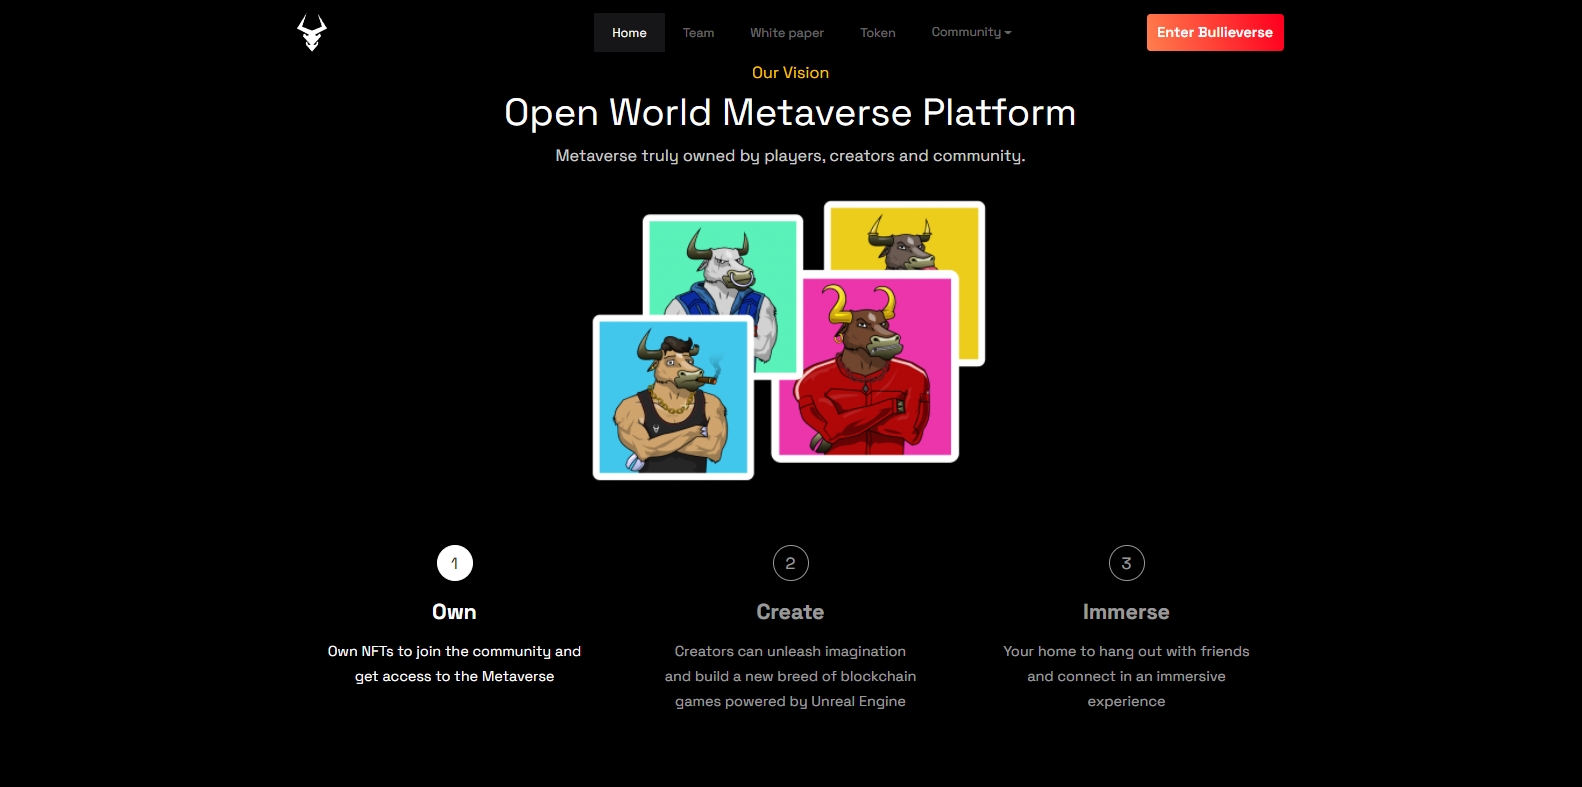 Home Team White paper Token Community Enter Bullieverse
Our Vision
Open World Metaverse Platform
Metaverse truly owned by players, creators and community.
1
Own
Own NFTs to join the community and
get access to the Metaverse
2
Create
Creators can unleash imagination
and build a new breed of blockchain
games powered by Unreal Engine
3
Immerse
Your home to hang out with friends
and connect in an immersive
experience